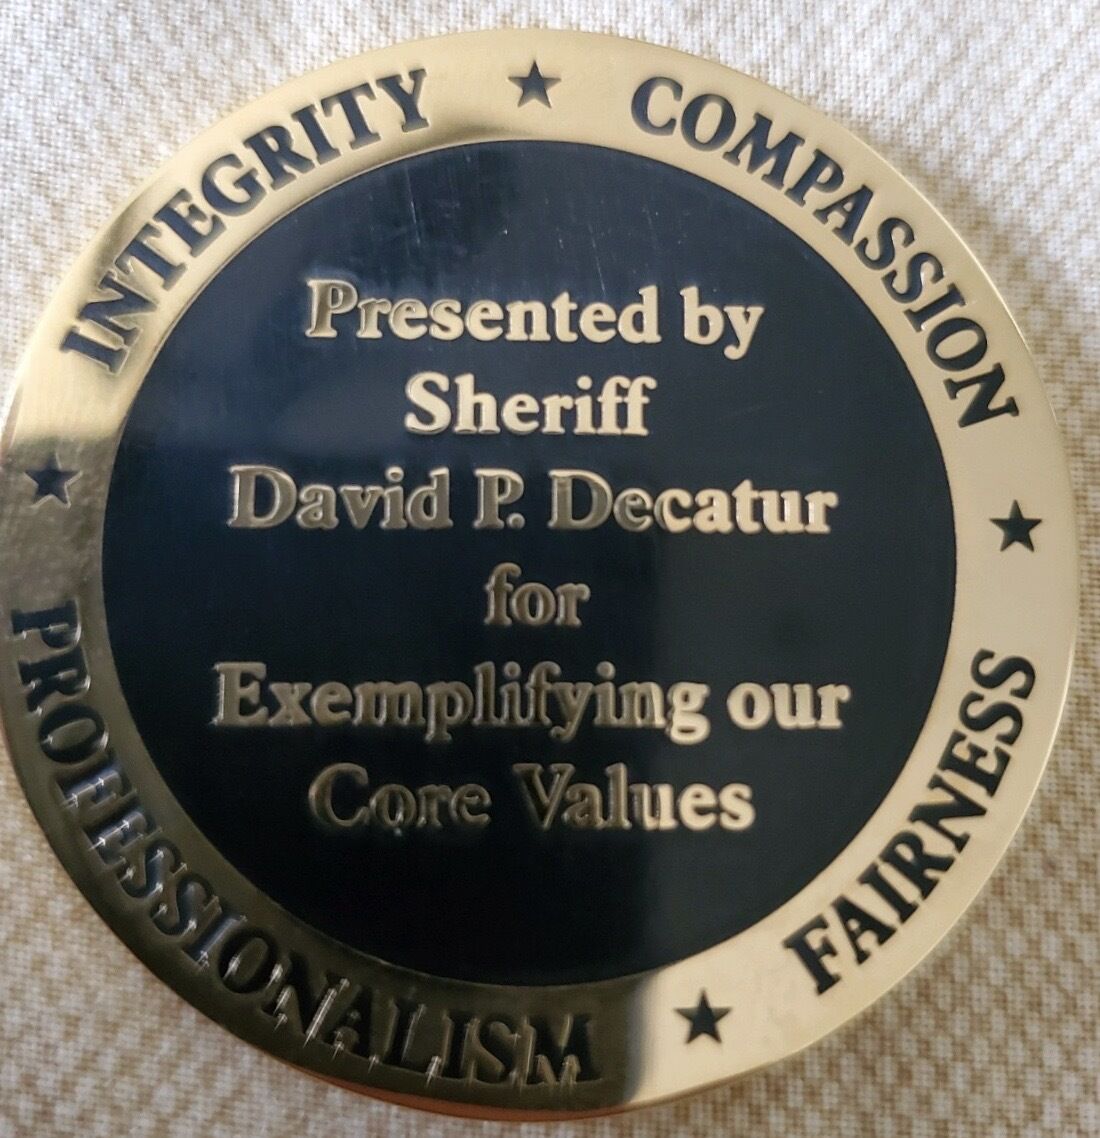 INTEGRITY ★ COMPASSION ★ FAIRNESS ★ PROFESSIONALISM ★
Presented by
Sheriff
David P. Decatur
for
Exemplifying our
Core Values